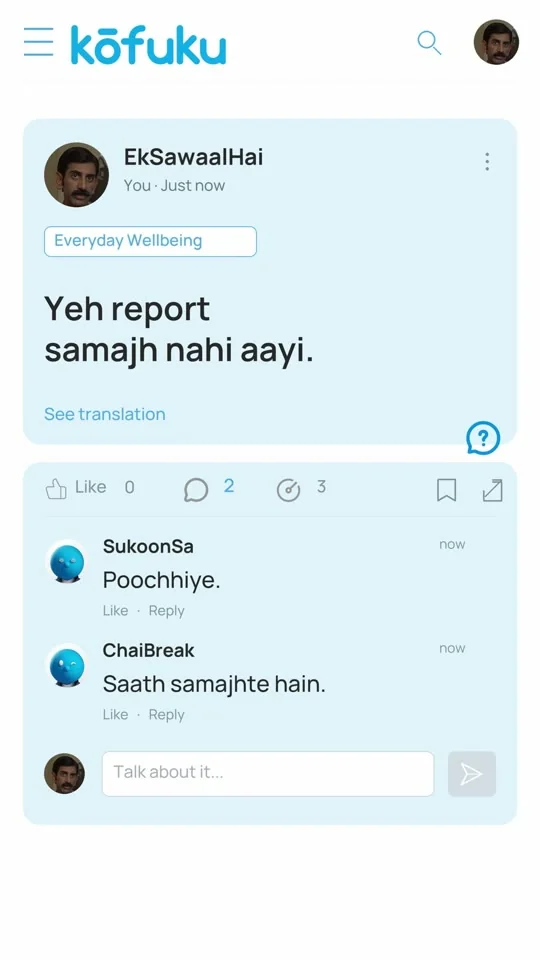 kōfuku
EkSawaalHai
You · Just now
Everyday Wellbeing
Yeh report
samajh nahi aayi.
See translation
?
Like 0 2 3
SukoonSa now
Poochhiye.
Like · Reply
ChaiBreak now
Saath samajhte hain.
Like · Reply
Talk about it...